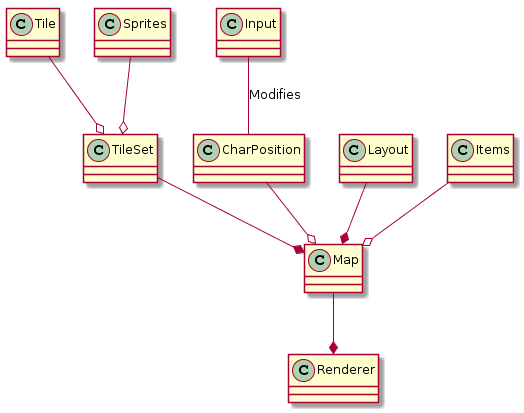 C Tile
C Sprites
C Input
Modifies
C TileSet
C CharPosition
C Layout
C Items
C Map
C Renderer